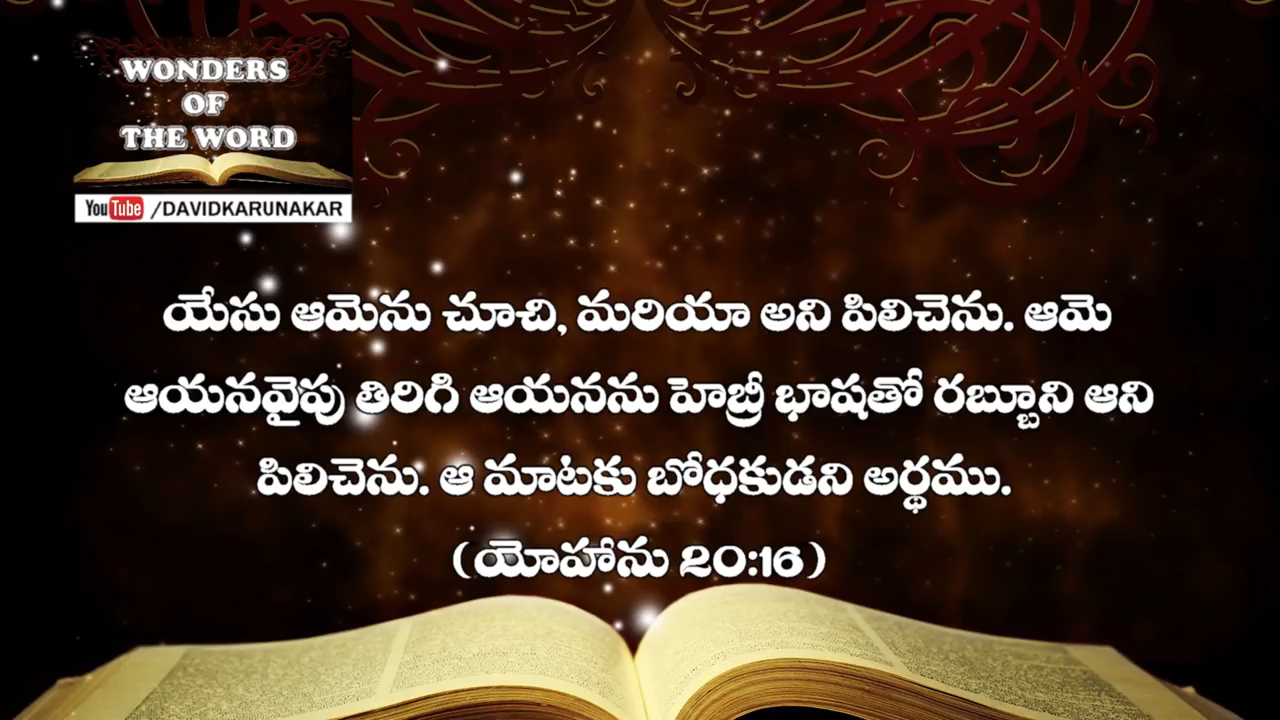 WONDERS
OF
THE WORD
YouTube /DAVIDKARUNAKAR
యేసు ఆమెను చూచి, మరియా అని పిలిచెను. ఆమె
ఆయనవైపు తిరిగి ఆయనను హెబ్రీ భాషతో రబ్బూని ఆని
పిలిచెను. ఆ మాటకు బోధకుడని అర్థము.
(యోహాను 20:16)